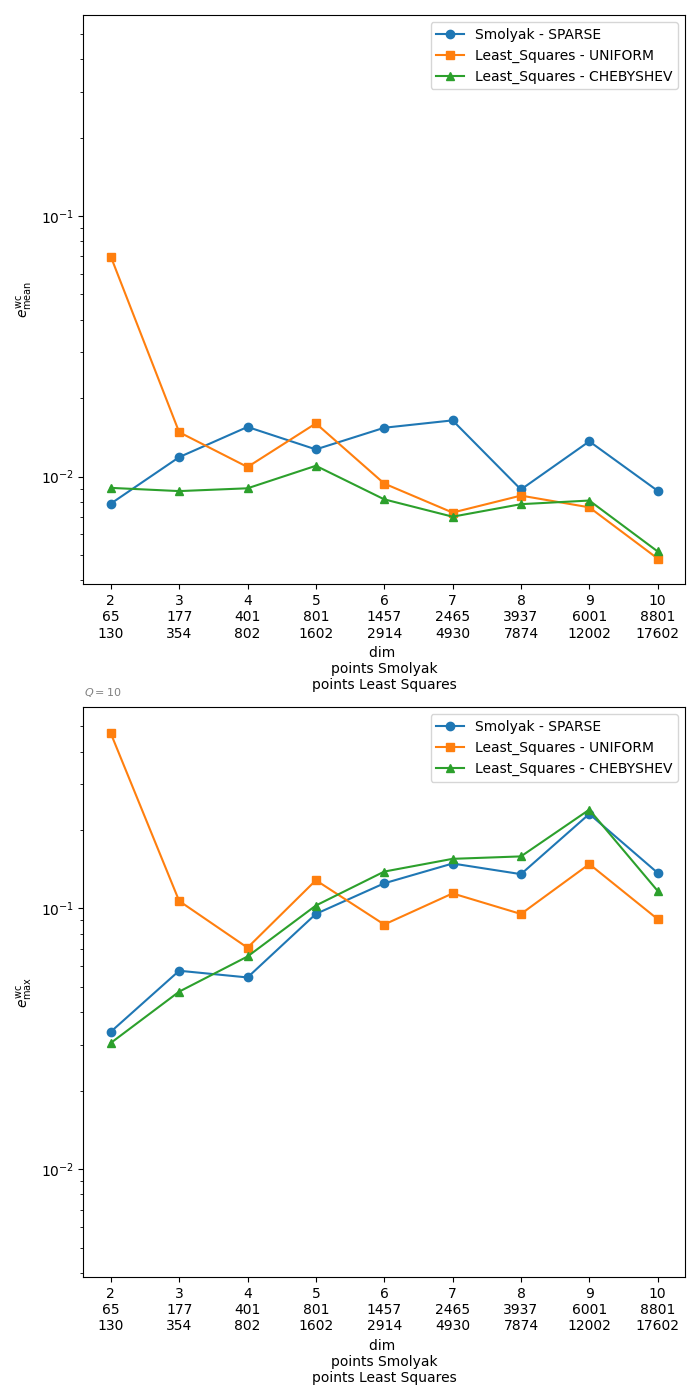 Smolyak - SPARSE
Least_Squares - UNIFORM
Least_Squares - CHEBYSHEV
10⁻¹
10⁻²
e_mean^wc
2 3 4 5 6 7 8 9 10
65 177 401 801 1457 2465 3937 6001 8801
130 354 802 1602 2914 4930 7874 12002 17602
dim
points Smolyak
points Least Squares
Q = 10
Smolyak - SPARSE
Least_Squares - UNIFORM
Least_Squares - CHEBYSHEV
10⁻¹
10⁻²
e_max^wc
2 3 4 5 6 7 8 9 10
65 177 401 801 1457 2465 3937 6001 8801
130 354 802 1602 2914 4930 7874 12002 17602
dim
points Smolyak
points Least Squares